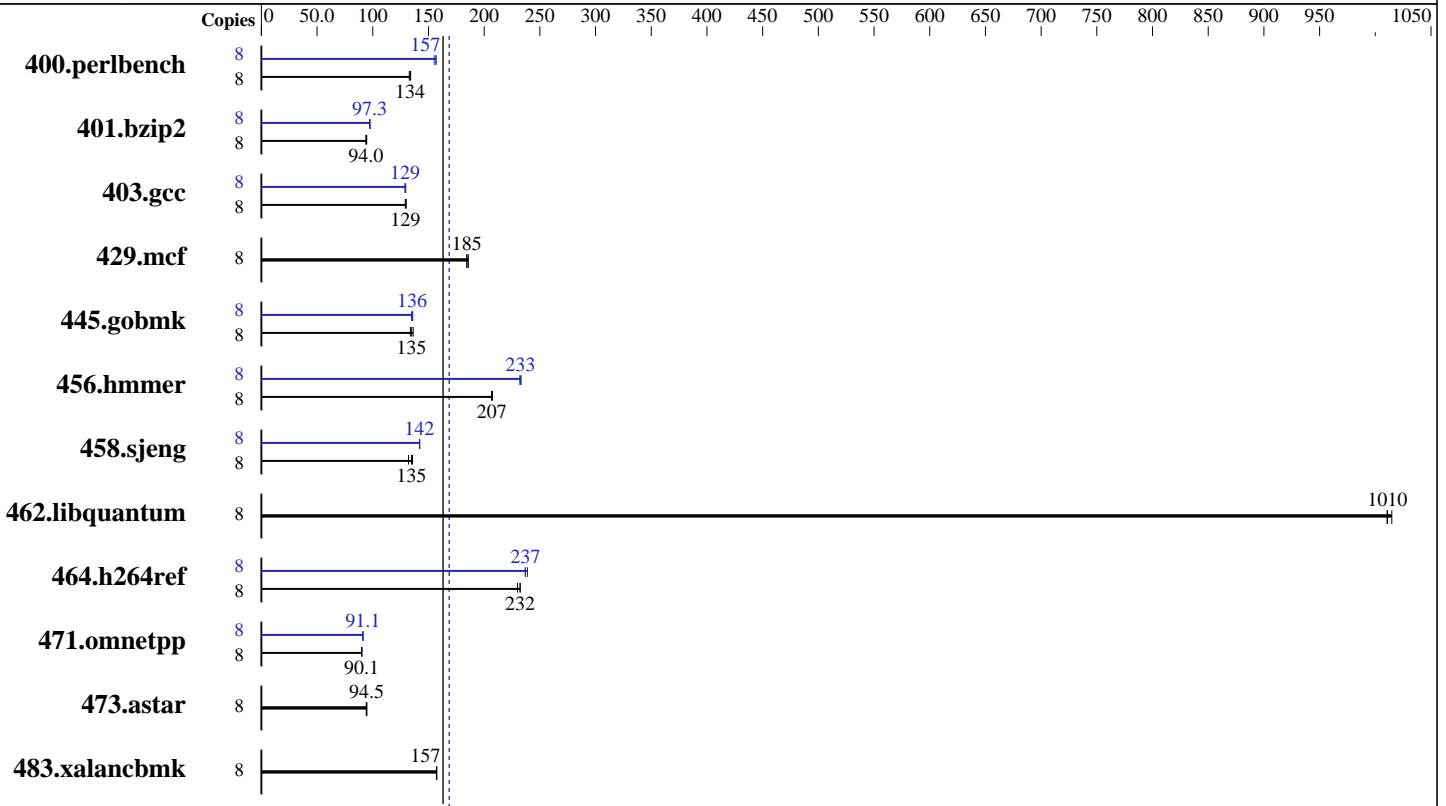 Copies 0 50.0 100 150 200 250 300 350 400 450 500 550 600 650 700 750 800 850 900 950 1050
400.perlbench 8 157
8 134
401.bzip2 8 97.3
8 94.0
403.gcc 8 129
8 129
429.mcf 8 185
445.gobmk 8 136
8 135
456.hmmer 8 233
8 207
458.sjeng 8 142
8 135
462.libquantum 8 1010
464.h264ref 8 237
8 232
471.omnetpp 8 91.1
8 90.1
473.astar 8 94.5
483.xalancbmk 8 157